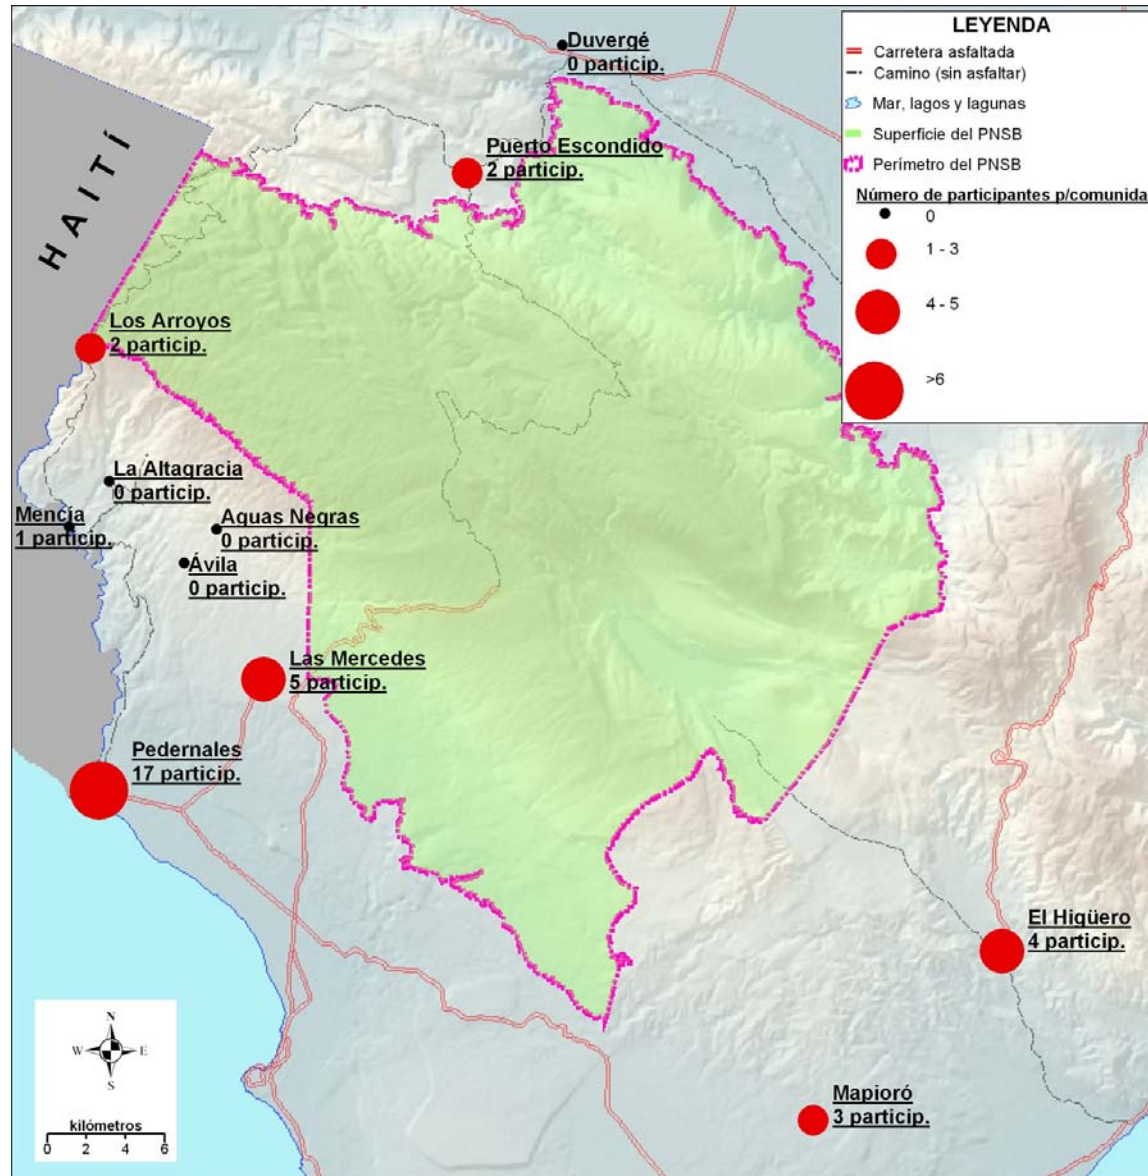 LEYENDA
Carretera asfaltada
Camino (sin asfaltar)
Mar, lagos y lagunas
Superficie del PNSB
Perímetro del PNSB
Número de participantes p/comunida
0
1 - 3
4 - 5
>6
Duvergé
0 particip.
Puerto Escondido
2 particip.
HAITÍ
Los Arroyos
2 particip.
La Altagracia
0 particip.
Mencía
1 particip.
Aguas Negras
0 particip.
Ávila
0 particip.
Las Mercedes
5 particip.
Pedernales
17 particip.
El Higüero
4 particip.
Mapioró
3 particip.
N
W
E
S
kilómetros
0 2 4 6